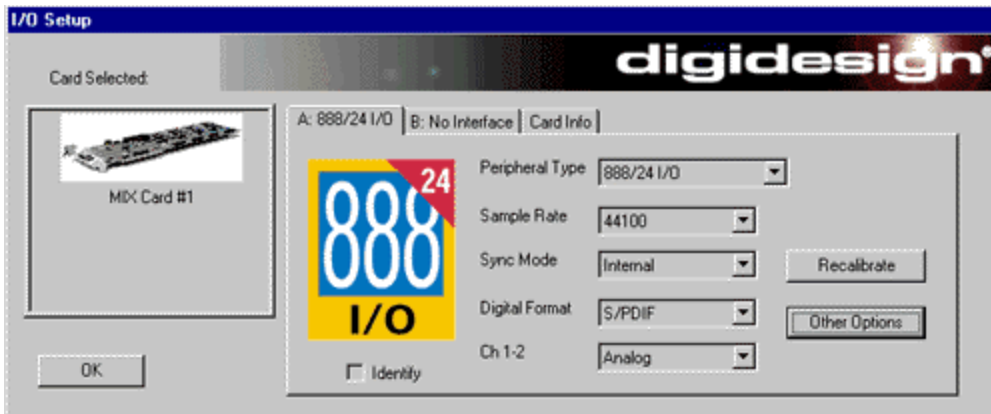 I/O Setup
digidesign®
Card Selected:
MIX Card #1
OK
A: 888/24 I/O
B: No Interface
Card Info
24
888
I/O
Identify
Peripheral Type
888/24 I/O
Sample Rate
44100
Sync Mode
Internal
Digital Format
S/PDIF
Ch 1-2
Analog
Recalibrate
Other Options